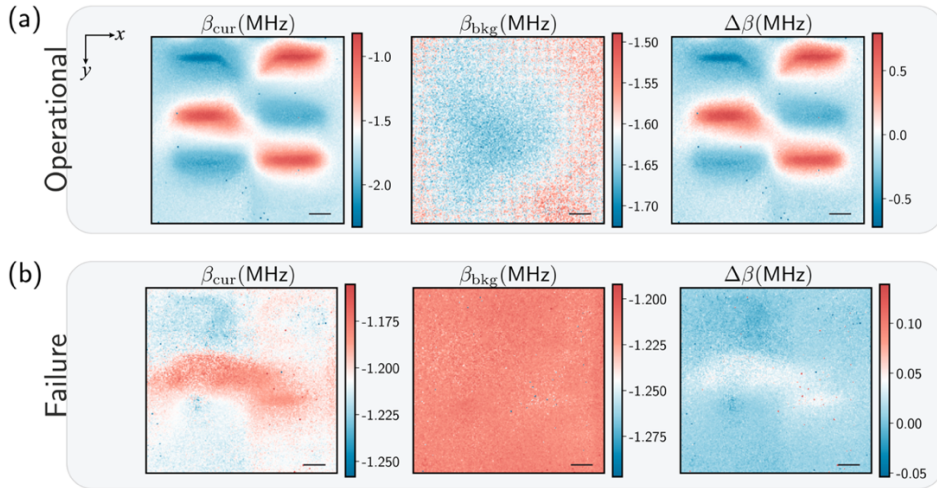 (a)
Operational
x
y
β_cur(MHz)
-1.0
-1.5
-2.0
β_bkg(MHz)
-1.50
-1.55
-1.60
-1.65
-1.70
Δβ(MHz)
0.5
0.0
-0.5
(b)
Failure
β_cur(MHz)
-1.175
-1.200
-1.225
-1.250
β_bkg(MHz)
-1.200
-1.225
-1.250
-1.275
Δβ(MHz)
0.10
0.05
0.00
-0.05